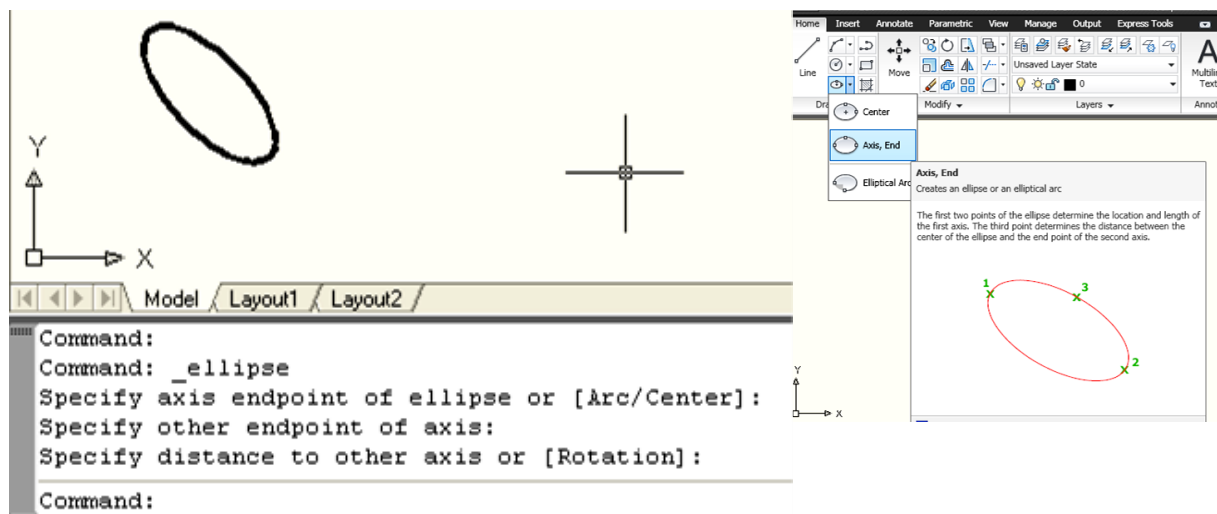 Y
X
Model Layout1 Layout2
Command:
Command: _ellipse
Specify axis endpoint of ellipse or [Arc/Center]:
Specify other endpoint of axis:
Specify distance to other axis or [Rotation]:
Command:
Home Insert Annotate Parametric View Manage Output Express Tools
Line
Move
Unsaved Layer State
0
A
Text
Modify
Layers
Annot
Center
Axis, End
Elliptical Arc
Axis, End
Creates an ellipse or an elliptical arc
The first two points of the ellipse determine the location and length of
the first axis. The third point determines the distance between the
center of the ellipse and the end point of the second axis.
1
3
2
Y
X